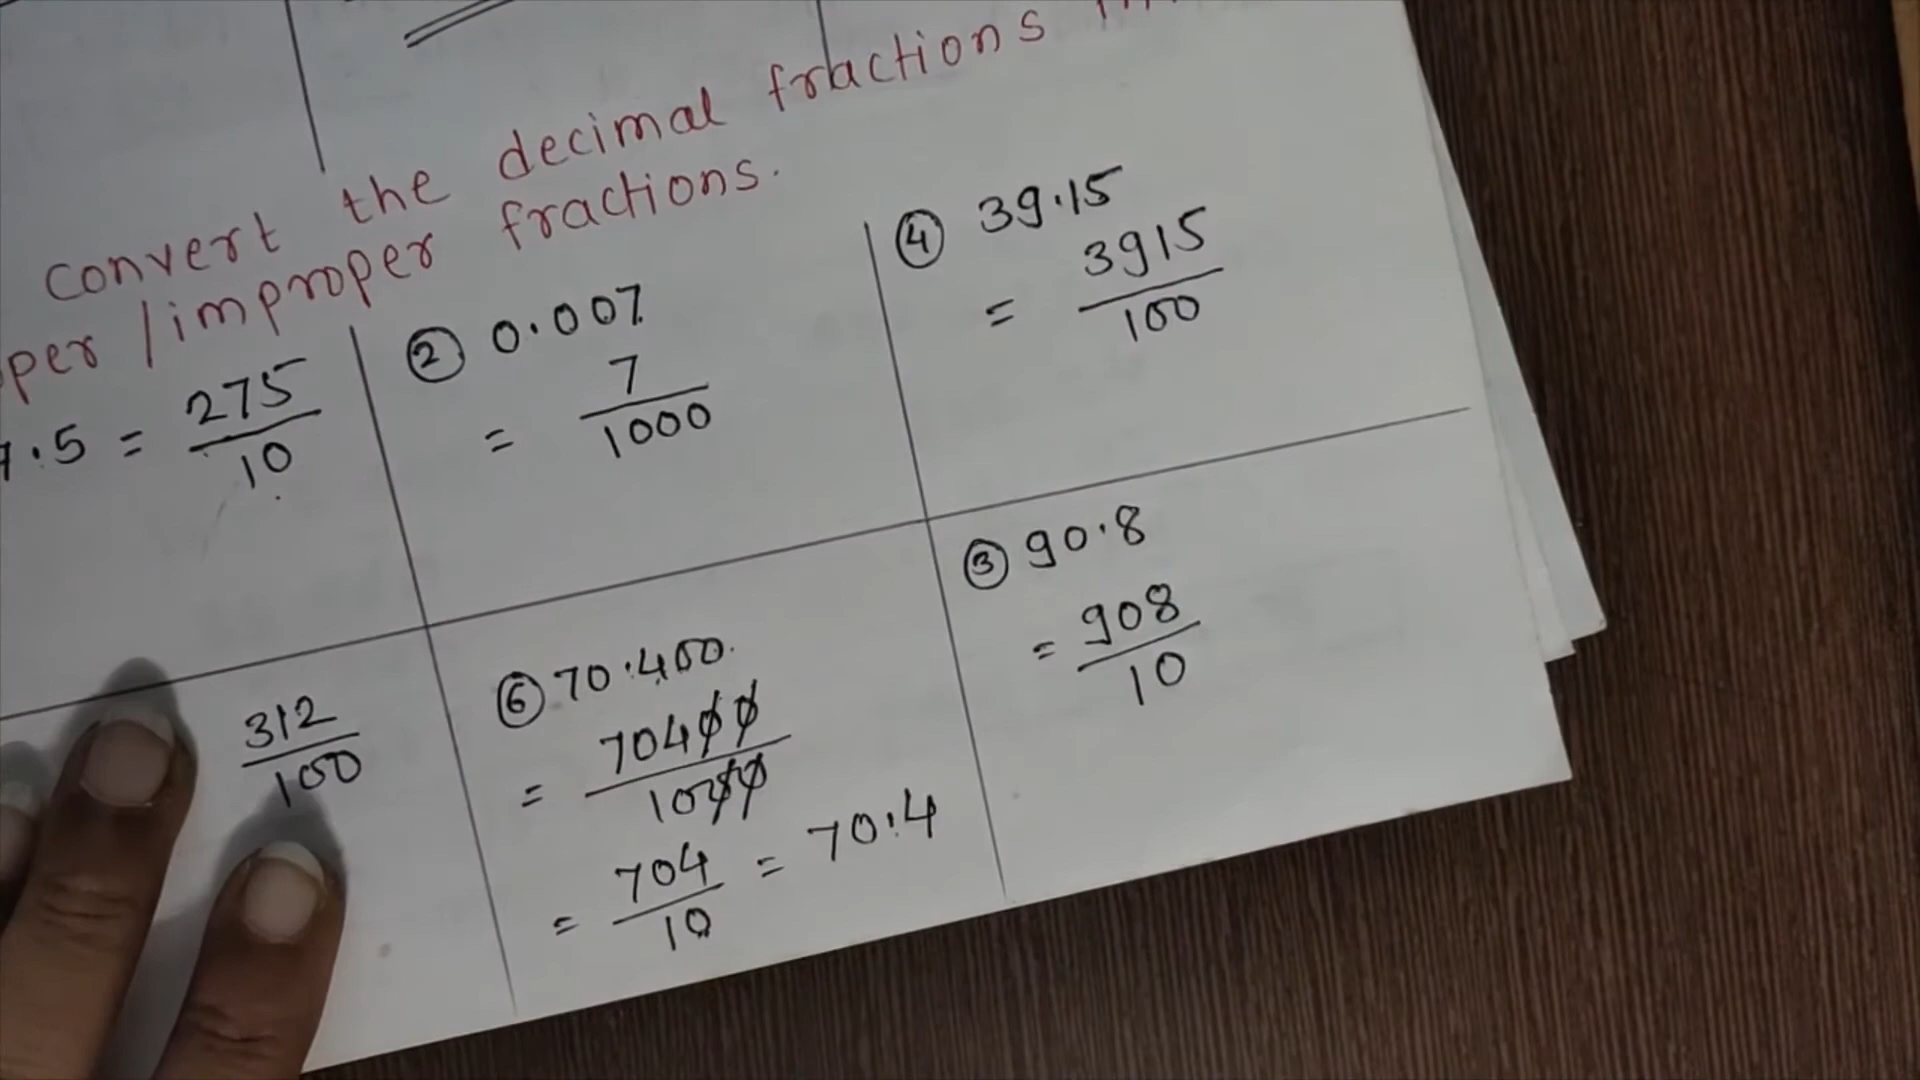 convert the decimal fractions
/improper fractions.
.5 = 275/10
② 0.007
= 7/1000
④ 39.15
= 3915/100
312/100
⑥ 70.400
= 70400/1000
= 704/10 = 70.4
③ 90.8
= 908/10